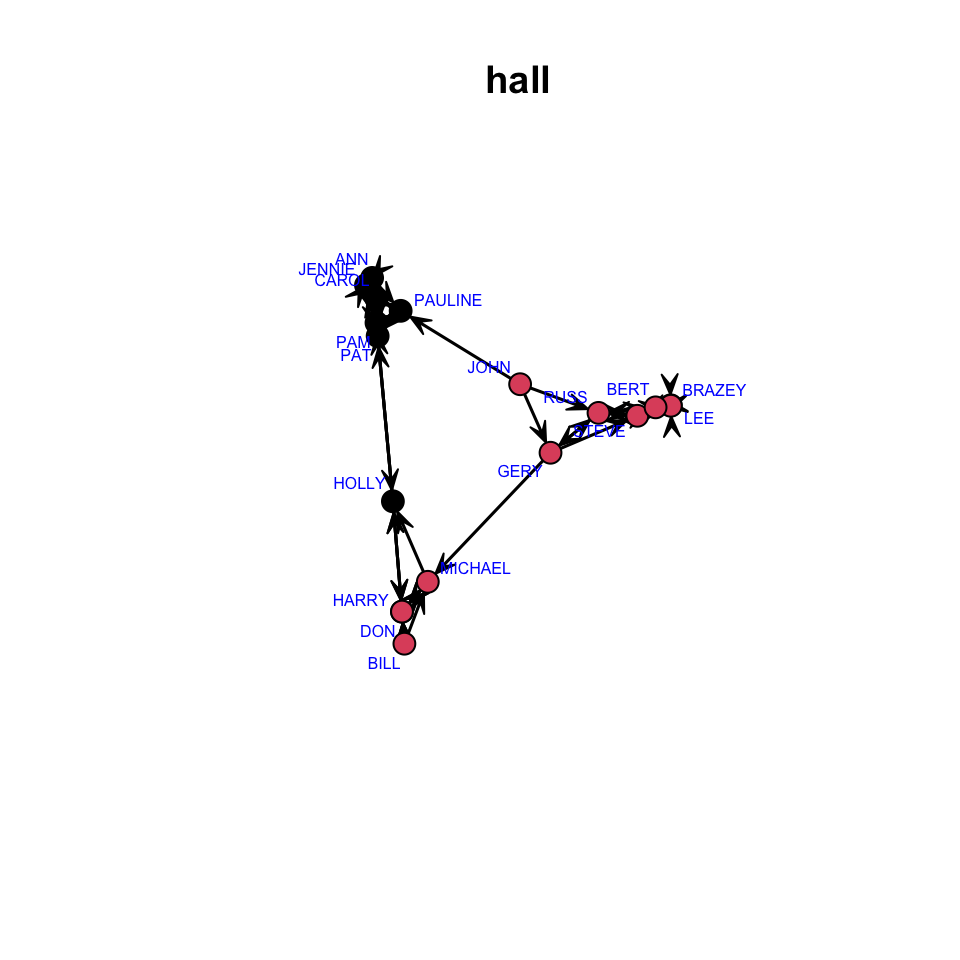 hall
ANN
JENNIE
CAROL
PAULINE
PAM
PAT
JOHN
RUSS
BERT
BRAZEY
LEE
STEVE
GERY
HOLLY
MICHAEL
HARRY
DON
BILL